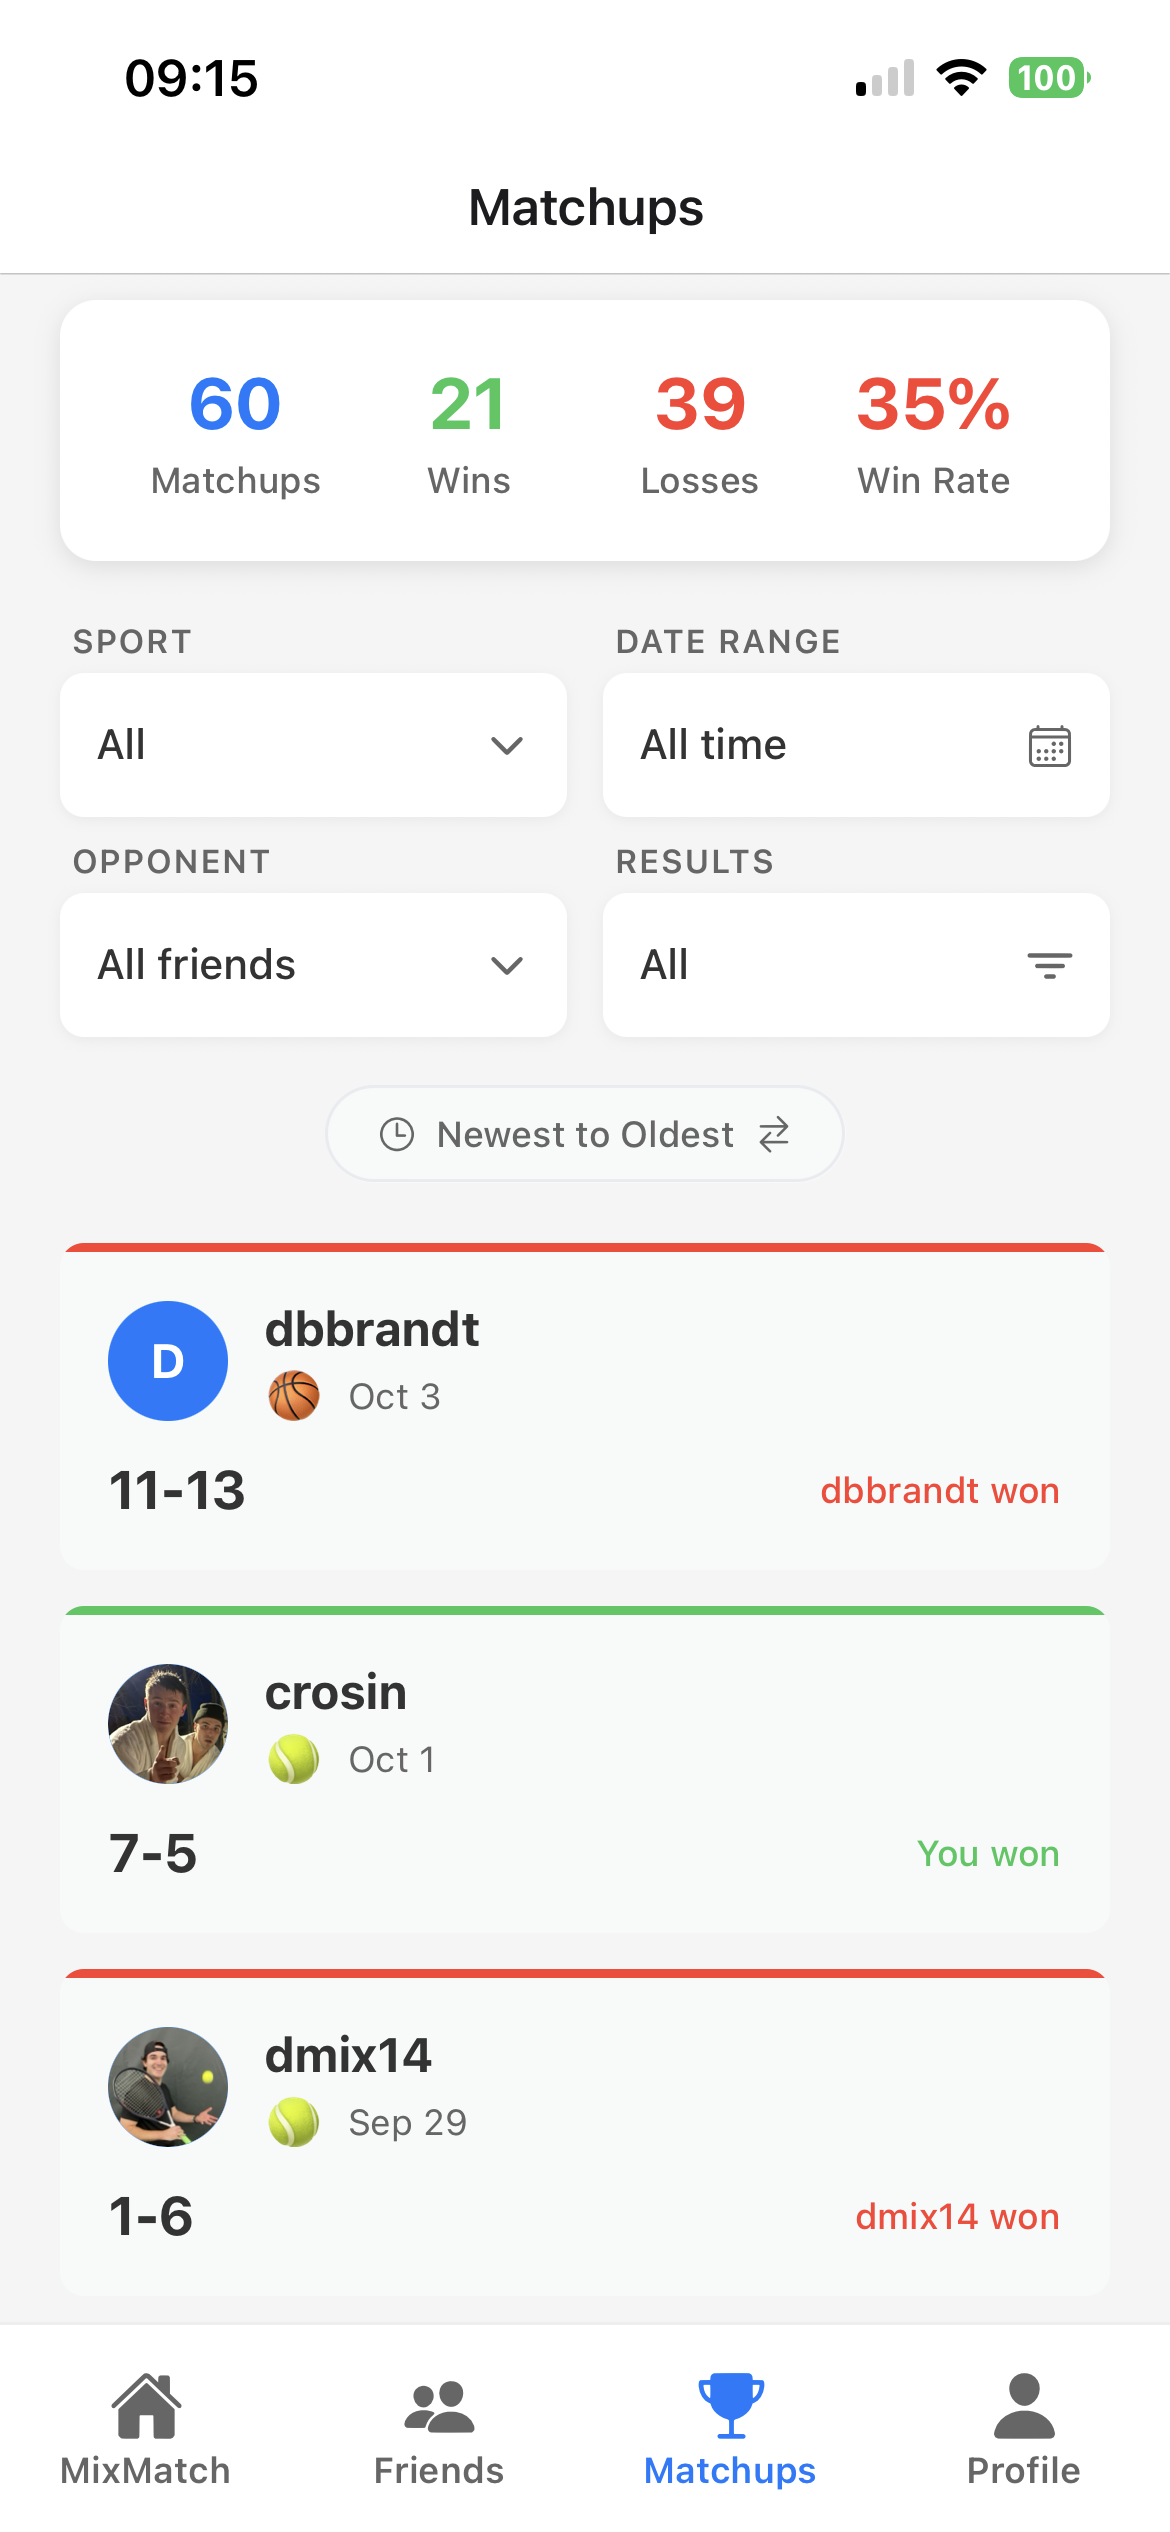 09:15
100
Matchups
60 21 39 35%
Matchups Wins Losses Win Rate
SPORT DATE RANGE
All All time
OPPONENT RESULTS
All friends All
Newest to Oldest
D
dbbrandt
Oct 3
11-13 dbbrandt won
crosin
Oct 1
7-5 You won
dmix14
Sep 29
1-6 dmix14 won
MixMatch Friends Matchups Profile